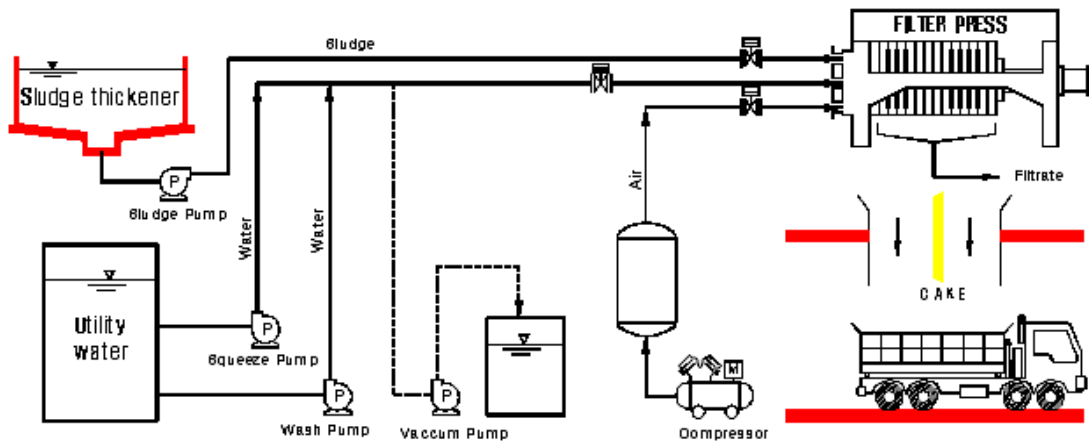 Sludge
FILTER PRESS
Sludge thickener
P
Sludge Pump
Water
Water
Air
Filtrate
CAKE
Utility
water
P
Squeeze Pump
P
Wash Pump
P
Vaccum Pump
M
Compressor